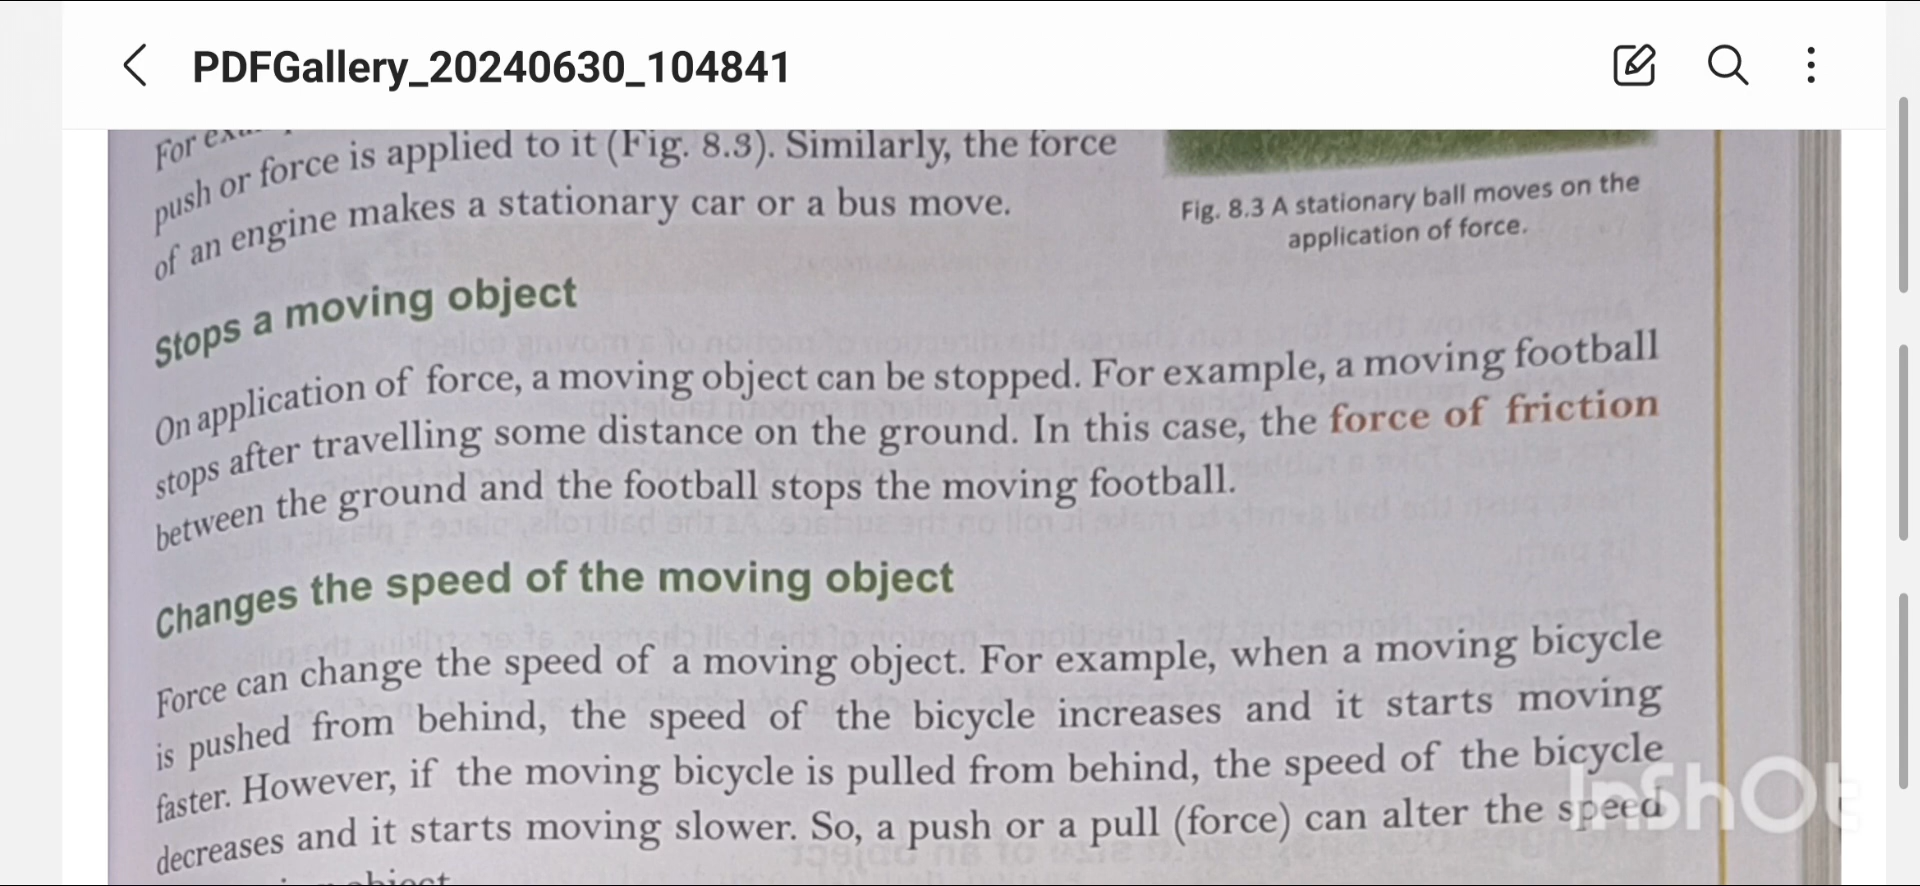 PDFGallery_20240630_104841
For
push or force is applied to it (Fig. 8.3). Similarly, the force
of an engine makes a stationary car or a bus move.
Fig. 8.3 A stationary ball moves on the
application of force.
Stops a moving object
On application of force, a moving object can be stopped. For example, a moving football
stops after travelling some distance on the ground. In this case, the force of friction
between the ground and the football stops the moving football.
Changes the speed of the moving object
Force can change the speed of a moving object. For example, when a moving bicycle
is pushed from behind, the speed of the bicycle increases and it starts moving
faster. However, if the moving bicycle is pulled from behind, the speed of the bicycle
decreases and it starts moving slower. So, a push or a pull (force) can alter the speed
object
InShOt